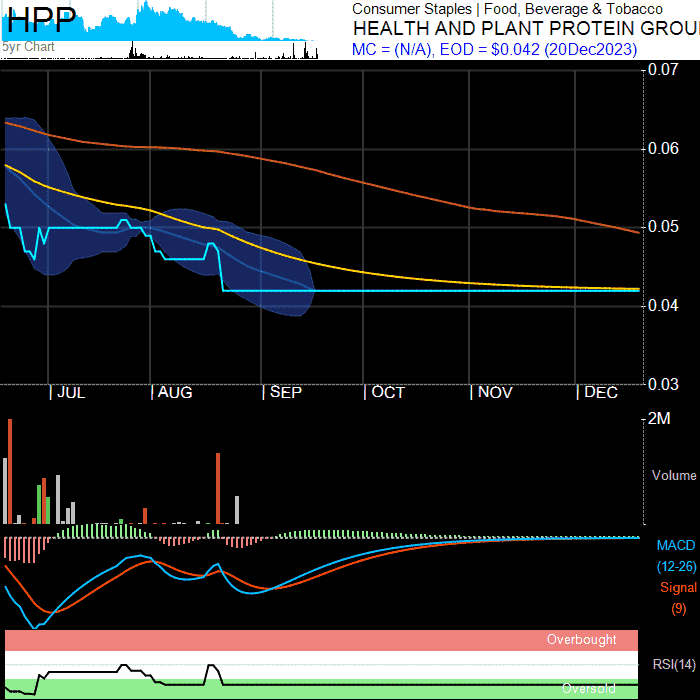 HPP
5yr Chart
Consumer Staples | Food, Beverage & Tobacco
HEALTH AND PLANT PROTEIN GROU
MC = (N/A), EOD = $0.042 (20Dec2023)
0.07
0.06
0.05
0.04
0.03
| JUL | AUG | SEP | OCT | NOV | DEC
2M
Volume
MACD
(12-26)
Signal
(9)
Overbought
RSI(14)
Oversold